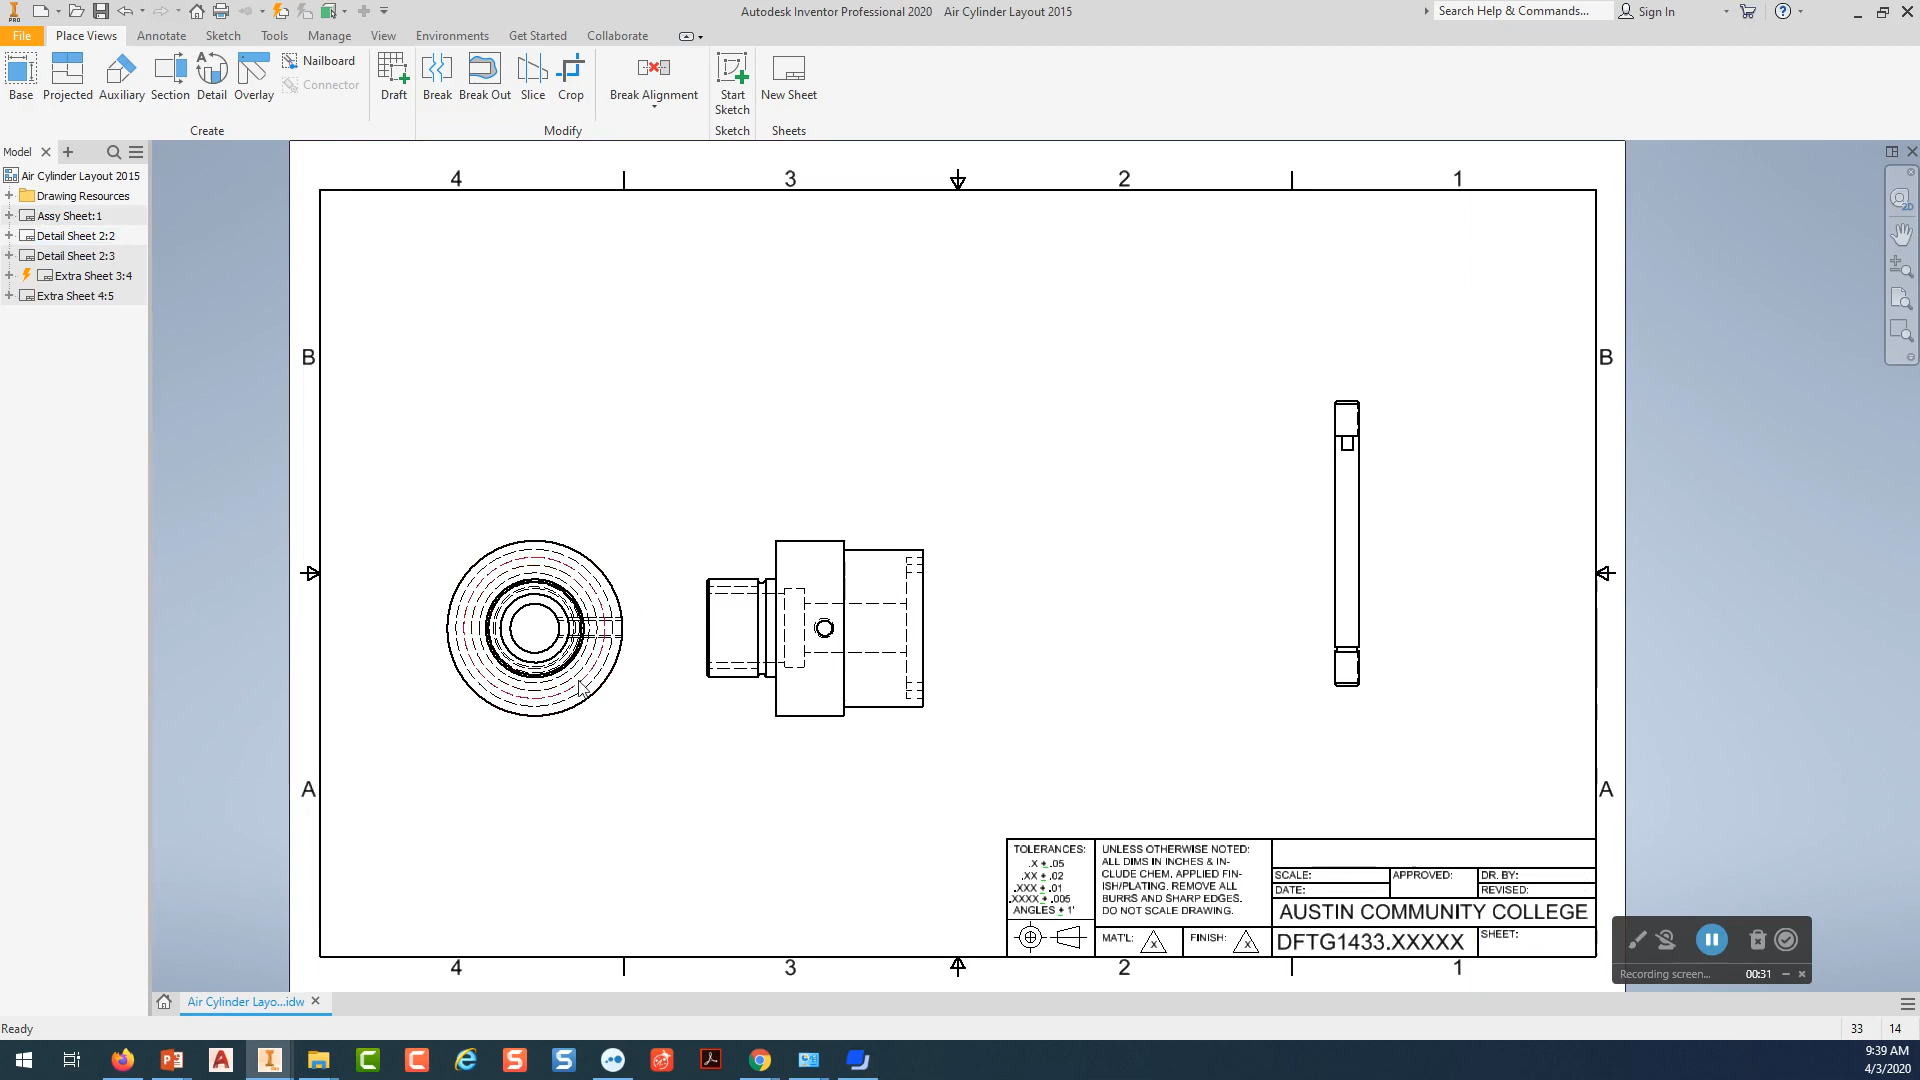 Autodesk Inventor Professional 2020 Air Cylinder Layout 2015
Search Help & Commands...
Sign In
File Place Views Annotate Sketch Tools Manage View Environments Get Started Collaborate
Base Projected Auxiliary Section Detail Overlay
Nailboard
Connector
Draft Break Break Out Slice Crop Break Alignment
Start
Sketch
New Sheet
Create Modify Sketch Sheets
Model
Air Cylinder Layout 2015
Drawing Resources
Assy Sheet:1
Detail Sheet 2:2
Detail Sheet 2:3
Extra Sheet 3:4
Extra Sheet 4:5
2D
4 3 2 1
B B
A A
4 3 2 1
TOLERANCES:
.X ± .05
.XX ± .02
.XXX ± .01
.XXXX ± .005
ANGLES ± 1'
UNLESS OTHERWISE NOTED:
ALL DIMS IN INCHES & IN-
CLUDE CHEM. APPLIED FIN-
ISH/PLATING. REMOVE ALL
BURRS AND SHARP EDGES.
DO NOT SCALE DRAWING.
MAT'L: X
FINISH: X
SCALE:
DATE:
APPROVED:
DR. BY:
REVISED:
AUSTIN COMMUNITY COLLEGE
DFTG1433.XXXXX
SHEET:
Recording screen... 00:31
Air Cylinder Layo...idw
Ready
33 14
9:39 AM
4/3/2020